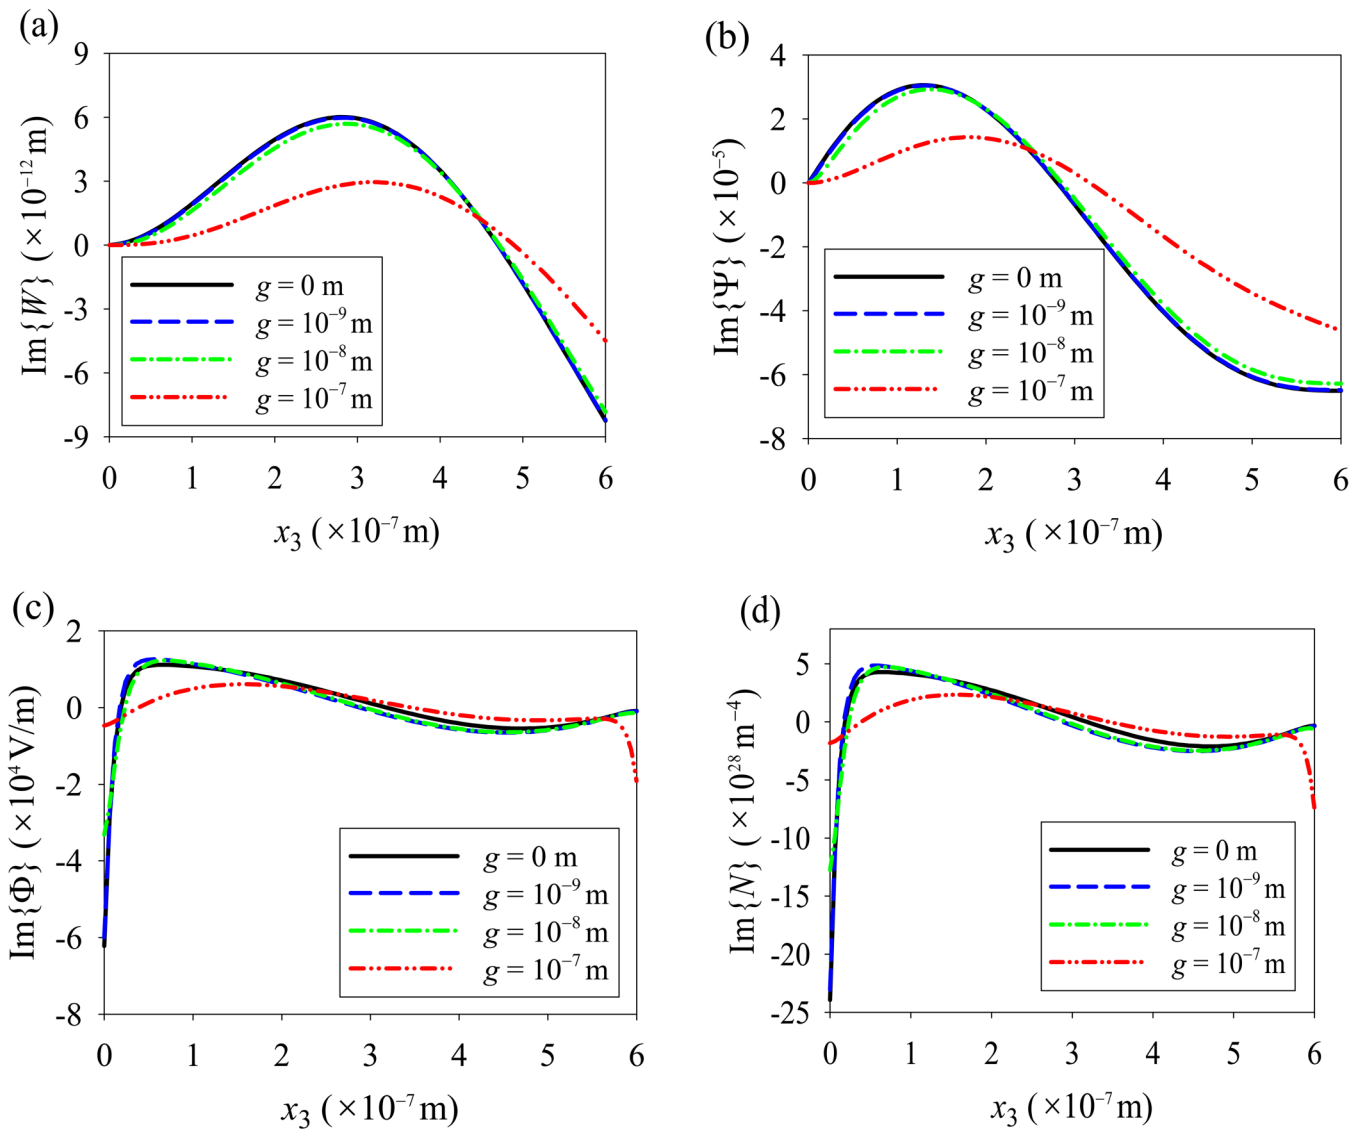 (a)
Im{W} (×10⁻¹² m)
9
6
3
0
-3
-6
-9
g = 0 m
g = 10⁻⁹ m
g = 10⁻⁸ m
g = 10⁻⁷ m
0 1 2 3 4 5 6
x₃ (×10⁻⁷ m)
(b)
Im{Ψ} (×10⁻⁵)
4
2
0
-2
-4
-6
-8
g = 0 m
g = 10⁻⁹ m
g = 10⁻⁸ m
g = 10⁻⁷ m
0 1 2 3 4 5 6
x₃ (×10⁻⁷ m)
(c)
Im{Φ} (×10⁴ V/m)
2
0
-2
-4
-6
-8
g = 0 m
g = 10⁻⁹ m
g = 10⁻⁸ m
g = 10⁻⁷ m
0 1 2 3 4 5 6
x₃ (×10⁻⁷ m)
(d)
Im{N} (×10²⁸ m⁻⁴)
5
0
-5
-10
-15
-20
-25
g = 0 m
g = 10⁻⁹ m
g = 10⁻⁸ m
g = 10⁻⁷ m
0 1 2 3 4 5 6
x₃ (×10⁻⁷ m)